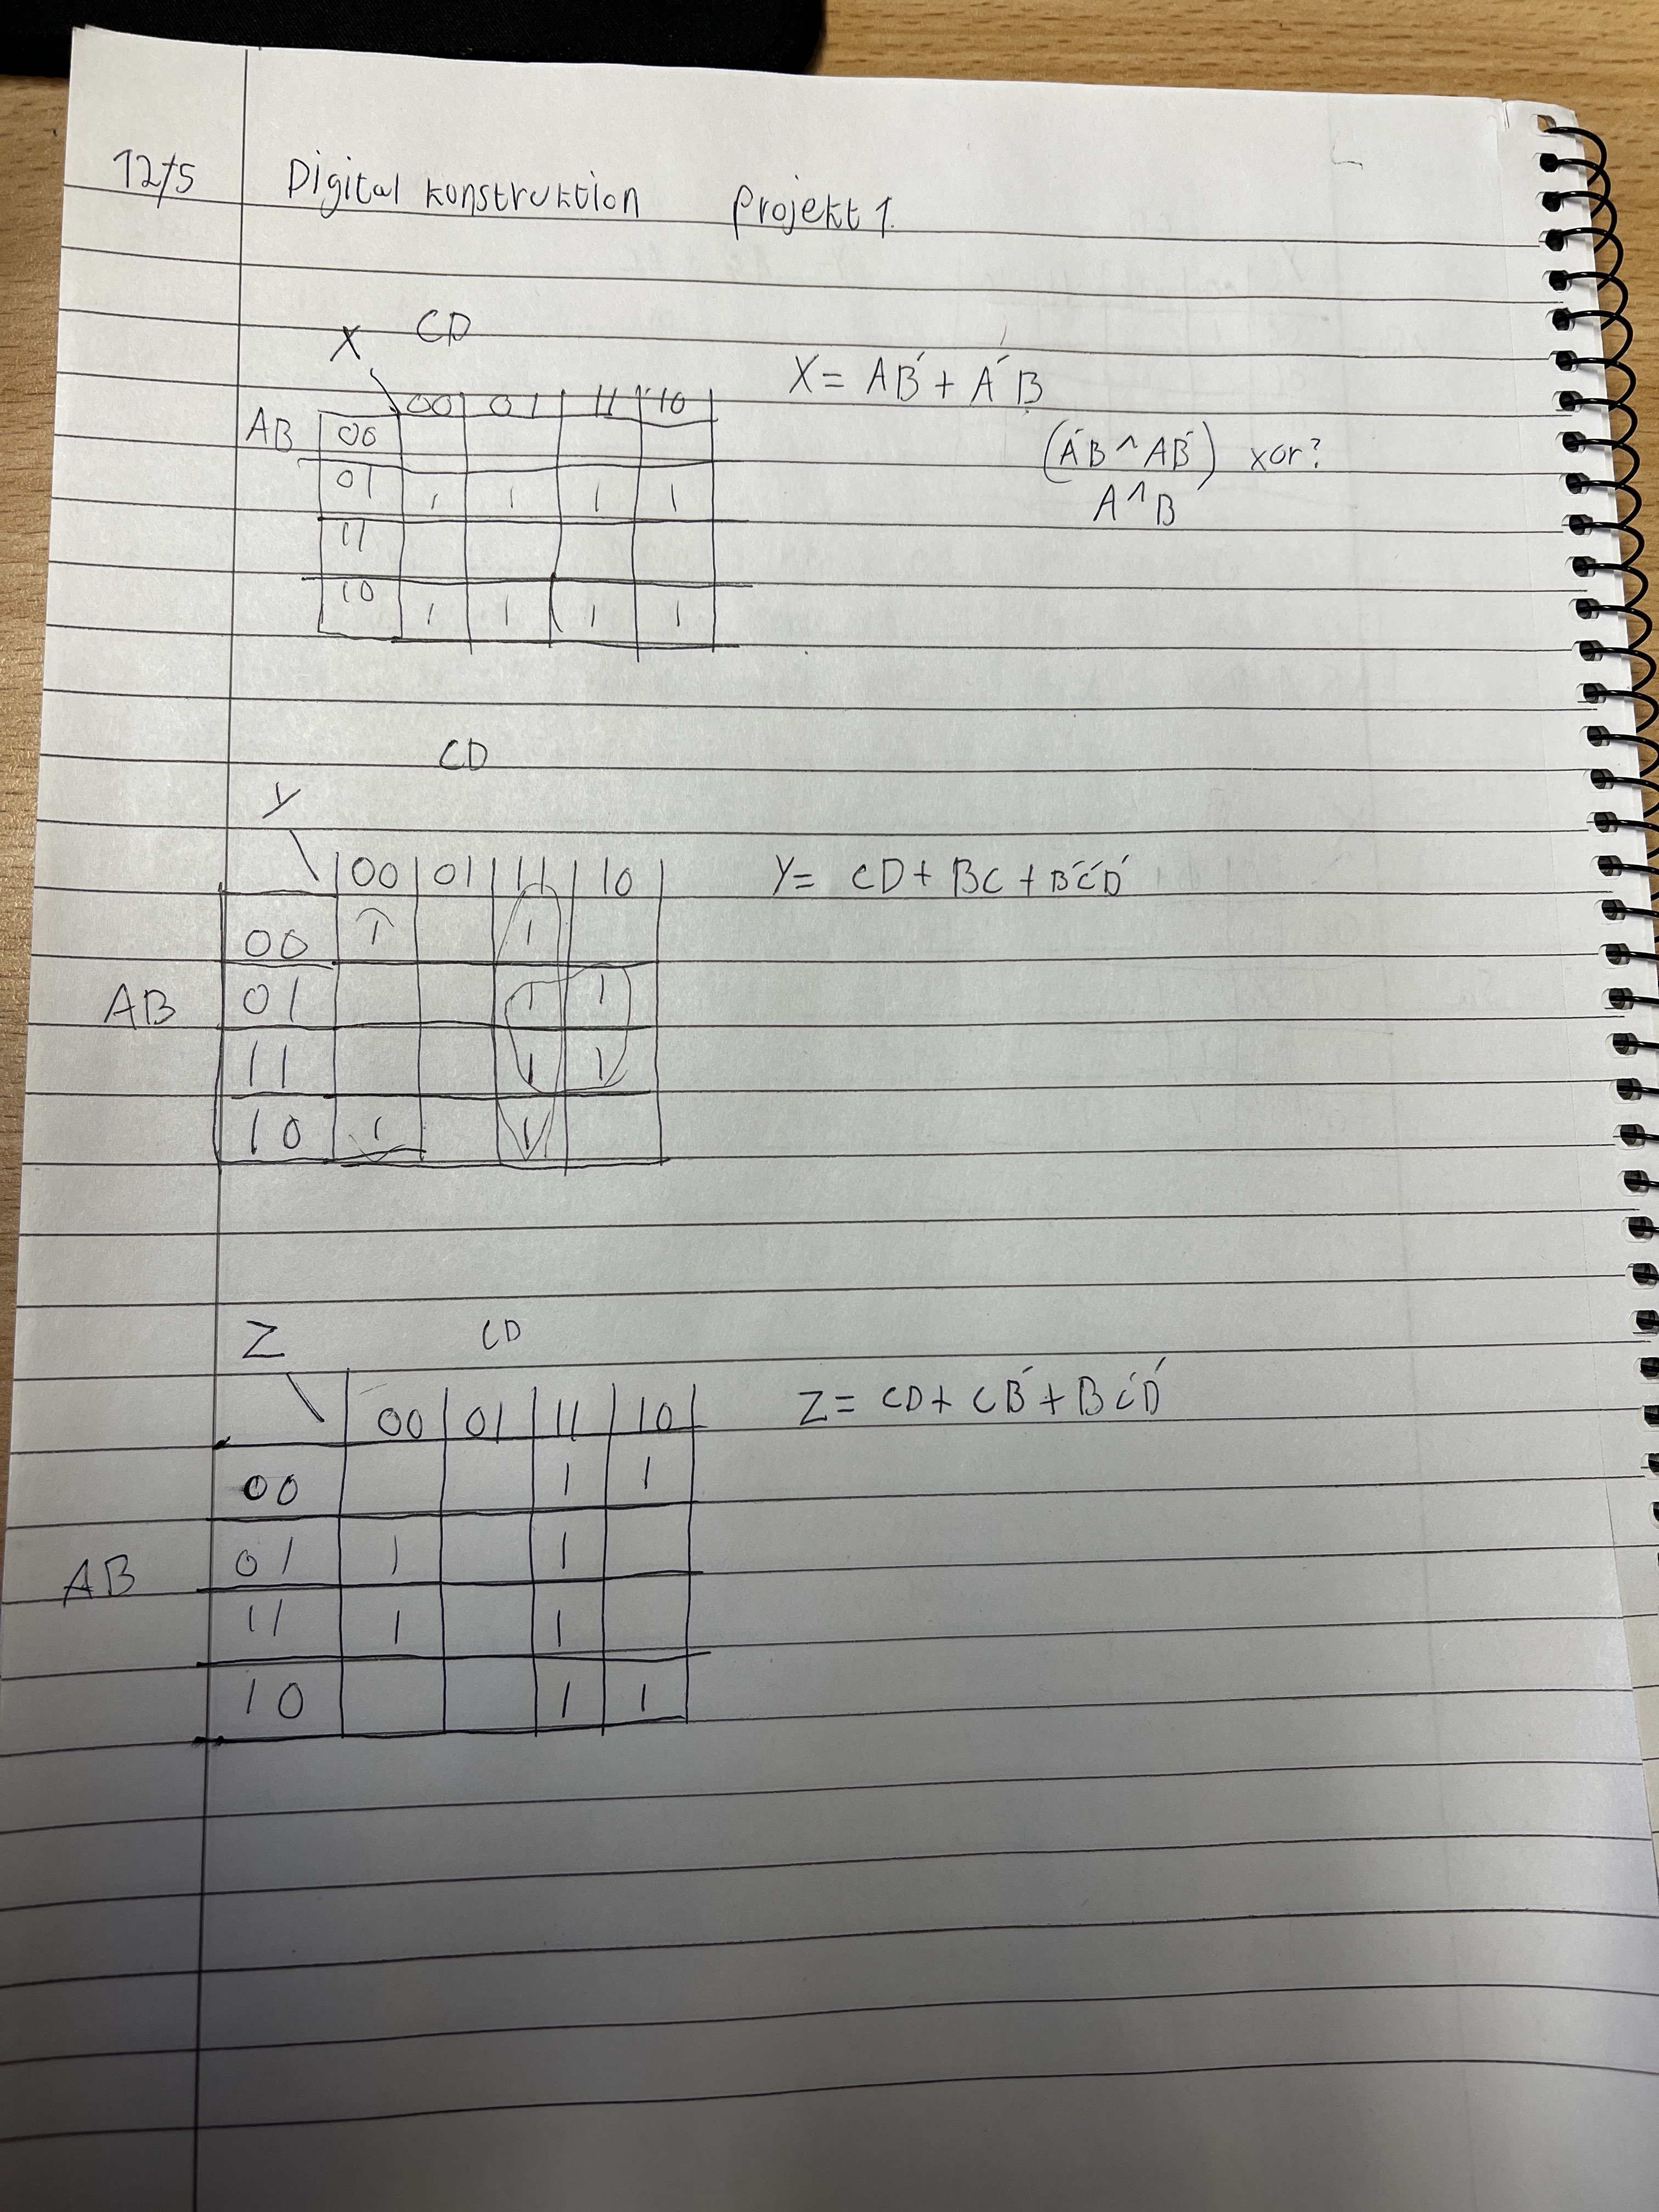 12/5 Digital konstruktion Projekt 1.
X CD
X = AB' + A'B
00 01 11 10
AB 00
(A'B ^ AB') xor?
01 1 1 1 1
A^B
11
10 1 1 1 1
CD
Y
00 01 11 10
Y = CD + BC + B'C'D'
00 1 1
AB 01 1 1
11 1 1
10 1 1
Z CD
Z = CD + CB' + BC'D'
00 01 11 10
00 1 1
AB 01 1 1
11 1 1
10 1 1